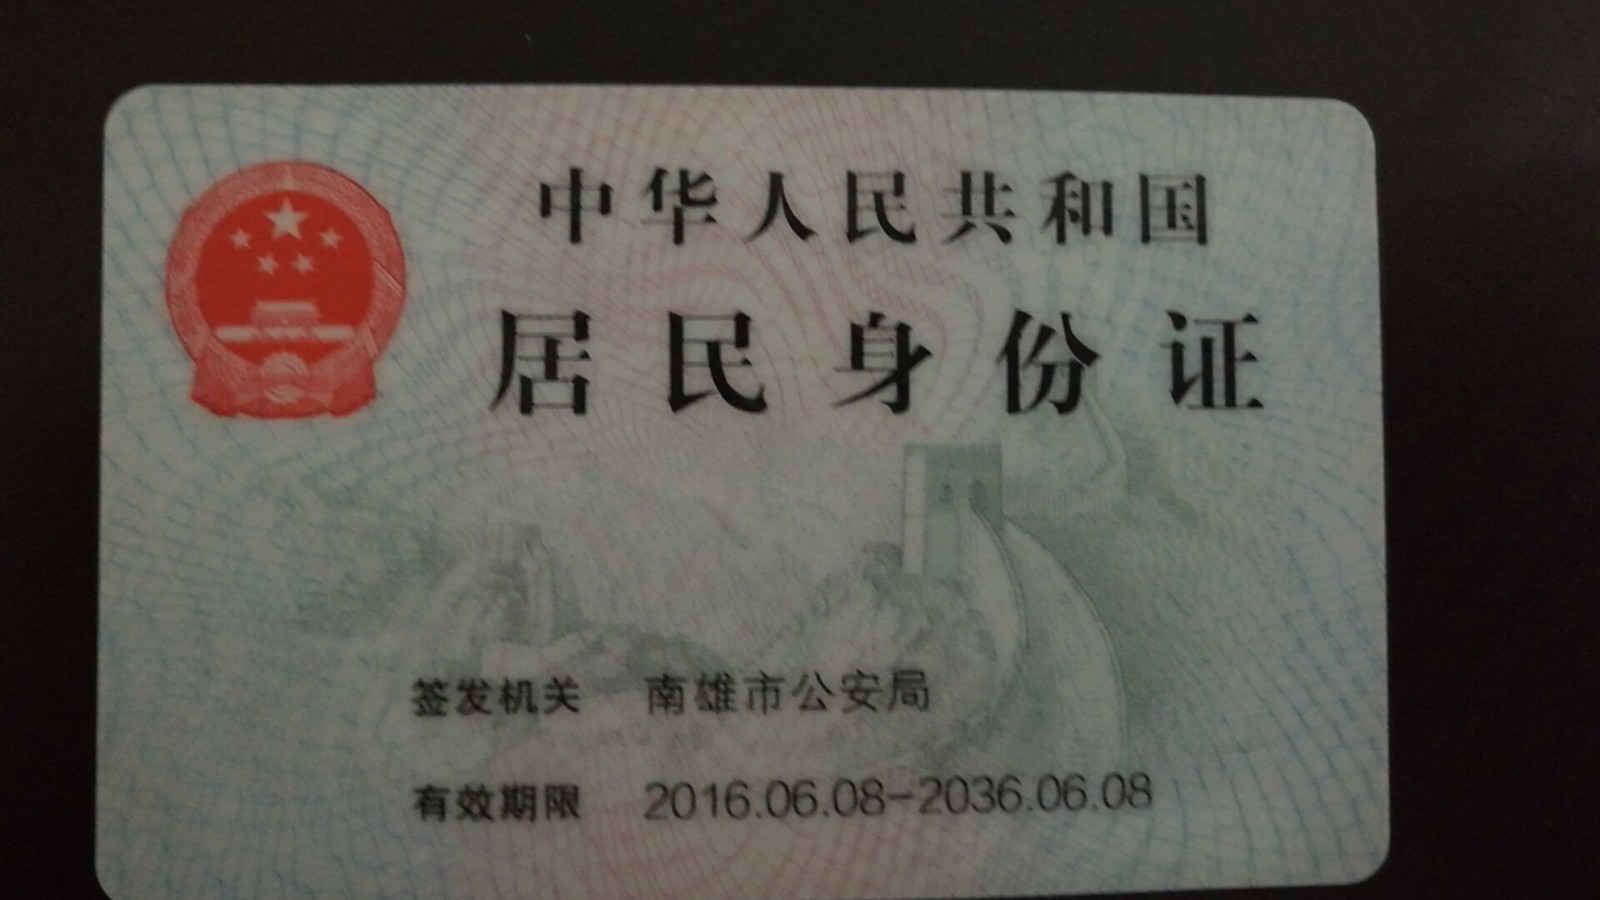 中华人民共和国
居民身份证
签发机关 南雄市公安局
有效期限 2016.06.08-2036.06.08